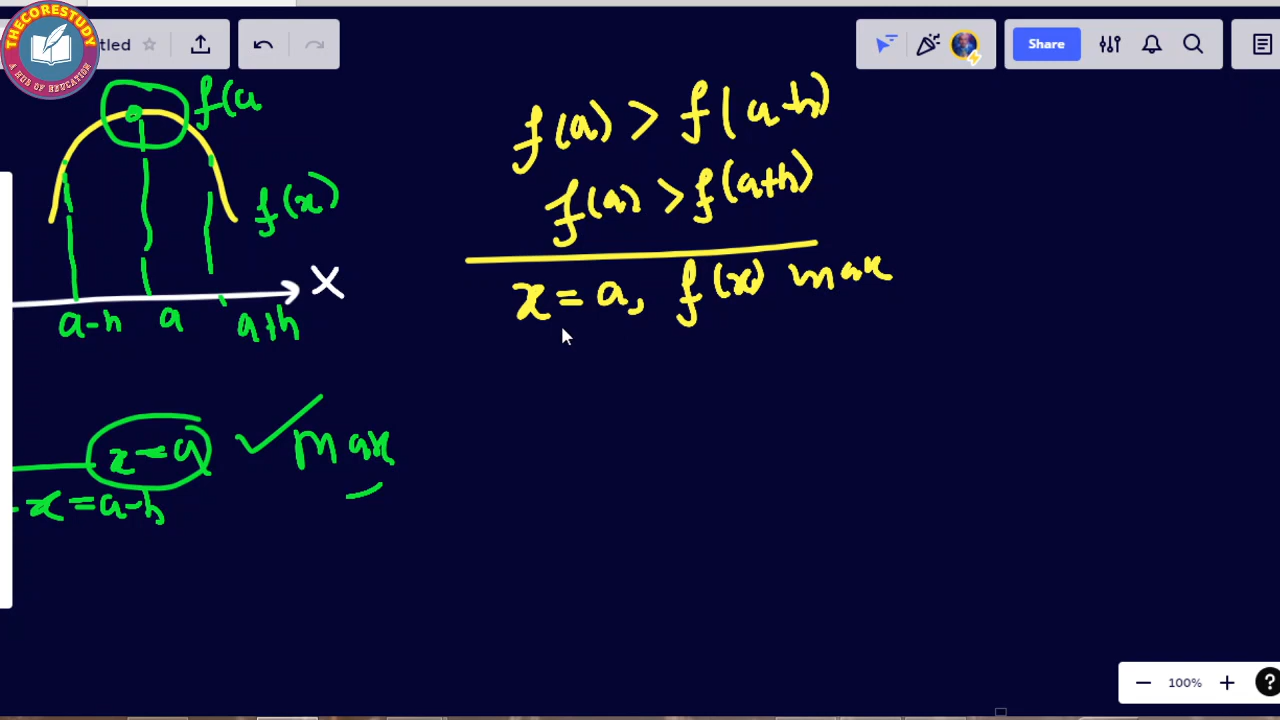 THECORESTUDY
A HUB OF EDUCATION
tled
Share
f(a
f(x)
X
a-h a a+h
x=a ✓ Max
x=a-h
f(a) > f(a+h)
f(a) > f(a+h)
x = a, f(x) max
100%
?